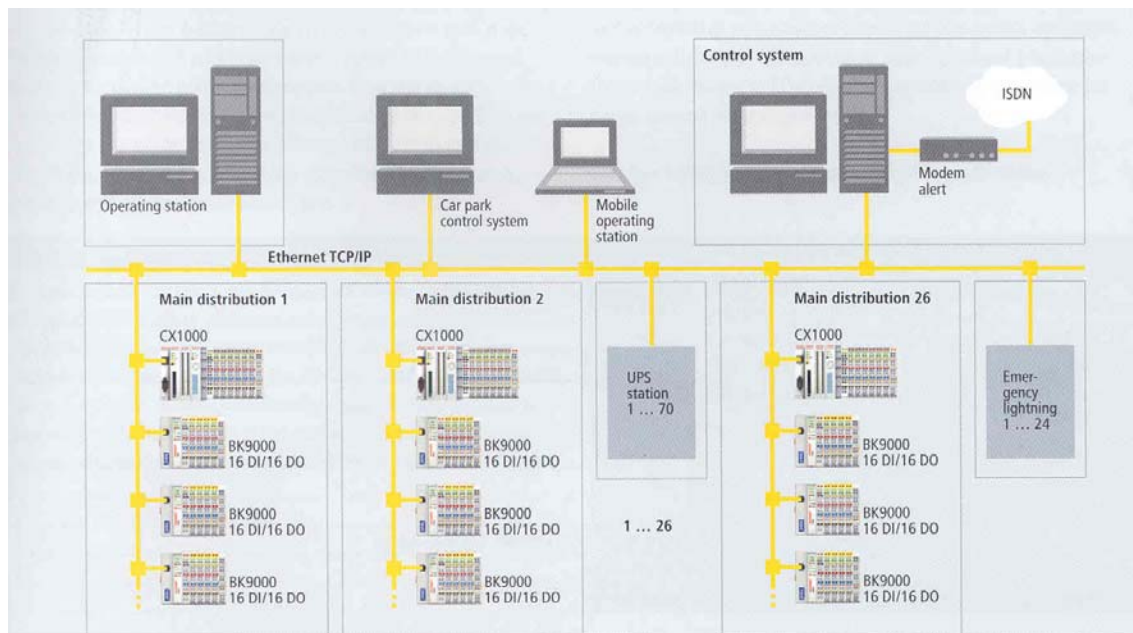 Control system
ISDN
Operating station
Car park
control system
Mobile
operating
station
Modem
alert
Ethernet TCP/IP
Main distribution 1
CX1000
BK9000
16 DI/16 DO
BK9000
16 DI/16 DO
BK9000
16 DI/16 DO
Main distribution 2
CX1000
BK9000
16 DI/16 DO
BK9000
16 DI/16 DO
BK9000
16 DI/16 DO
UPS
station
1 ... 70
1 ... 26
Main distribution 26
CX1000
BK9000
16 DI/16 DO
BK9000
16 DI/16 DO
BK9000
16 DI/16 DO
Emer-
gency
lightning
1 ... 24